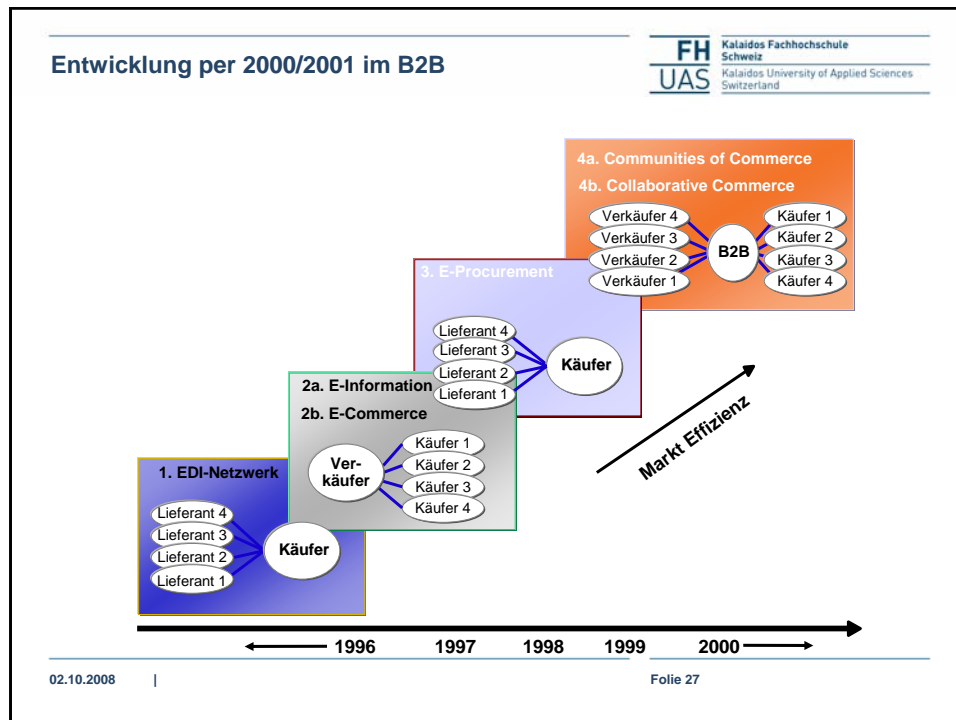 Entwicklung per 2000/2001 im B2B
FH
UAS
Kalaidos Fachhochschule
Schweiz
Kalaidos University of Applied Sciences
Switzerland
4a. Communities of Commerce
4b. Collaborative Commerce
Verkäufer 4
Verkäufer 3
Verkäufer 2
Verkäufer 1
B2B
Käufer 1
Käufer 2
Käufer 3
Käufer 4
3. E-Procurement
Lieferant 4
Lieferant 3
Lieferant 2
Lieferant 1
Käufer
2a. E-Information
2b. E-Commerce
Ver-
käufer
Käufer 1
Käufer 2
Käufer 3
Käufer 4
1. EDI-Netzwerk
Lieferant 4
Lieferant 3
Lieferant 2
Lieferant 1
Käufer
Markt Effizienz
1996 1997 1998 1999 2000
02.10.2008 | Folie 27